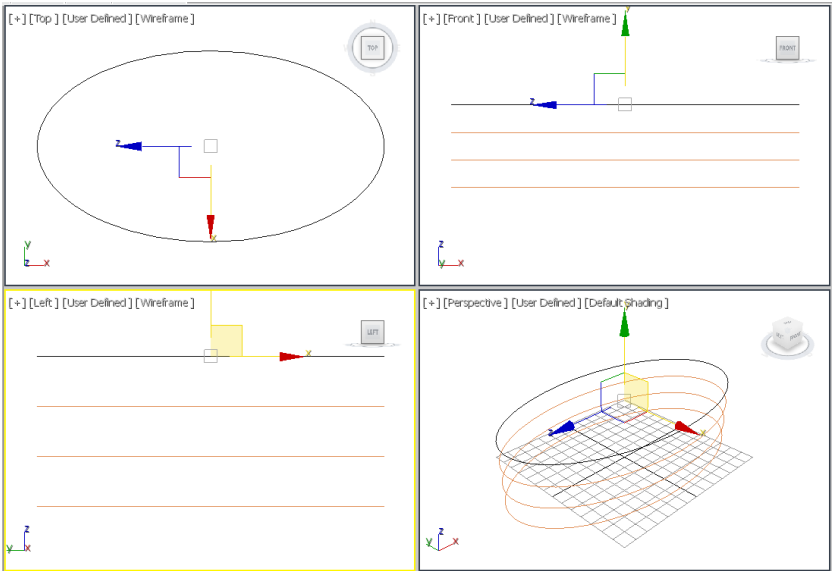 [+] [Top ] [User Defined ] [Wireframe ]
TOP
z
x
y
z x
[+] [Front ] [User Defined ] [Wireframe ]
FRONT
y
z
z
y x
[+] [Left ] [User Defined ] [Wireframe ]
LEFT
x
z
y x
[+] [Perspective ] [User Defined ] [Default Shading ]
y
z
x
z
y x